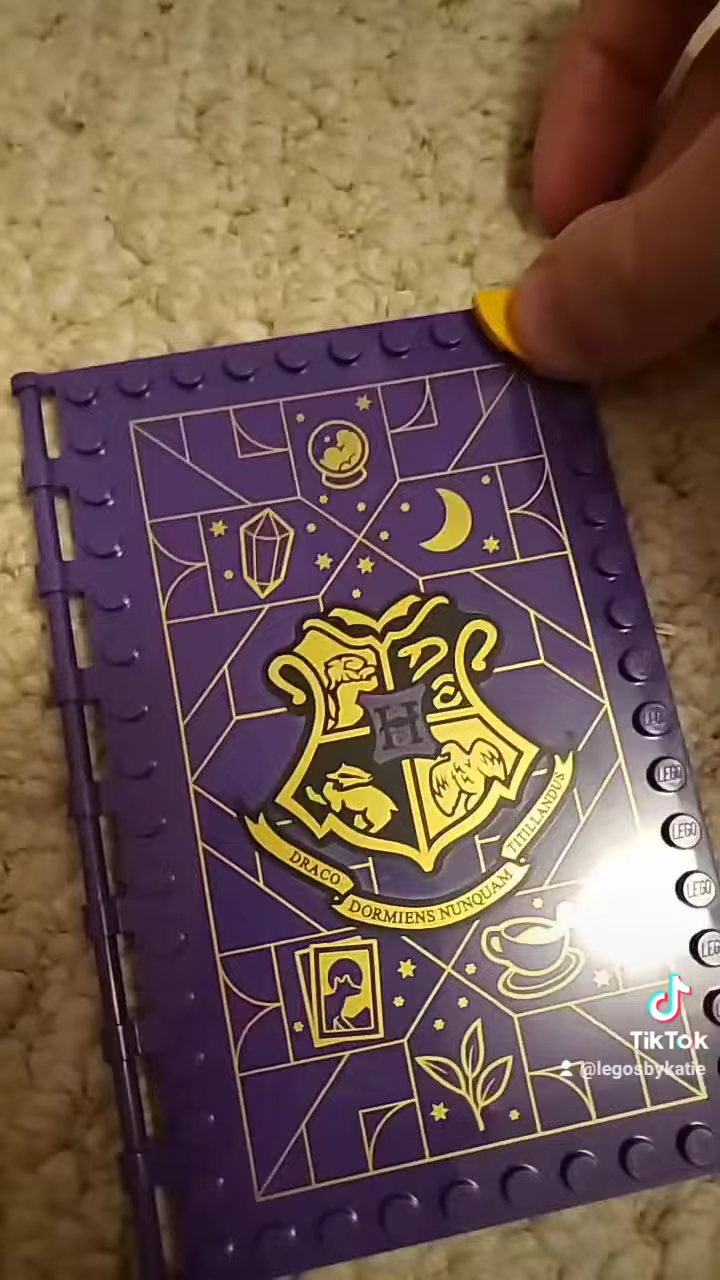 H
DRACO
DORMIENS NUNQUAM
TITILLANDUS
LEGO
LEGO
LEGO
LEGO
TikTok
@legosbykatie